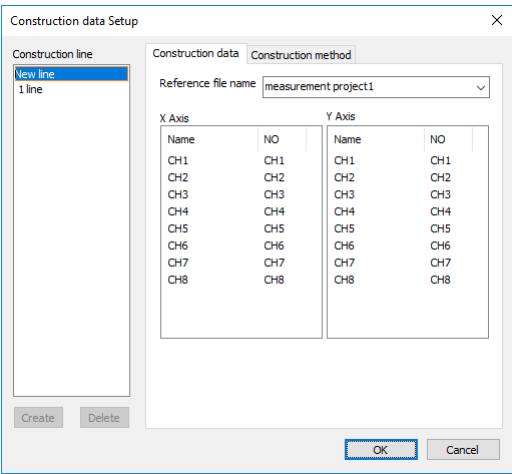 Construction data Setup
Construction line
New line
1 line
Create Delete
Construction data Construction method
Reference file name measurement project1
X Axis Y Axis
Name NO Name NO
CH1 CH1 CH1 CH1
CH2 CH2 CH2 CH2
CH3 CH3 CH3 CH3
CH4 CH4 CH4 CH4
CH5 CH5 CH5 CH5
CH6 CH6 CH6 CH6
CH7 CH7 CH7 CH7
CH8 CH8 CH8 CH8
OK Cancel